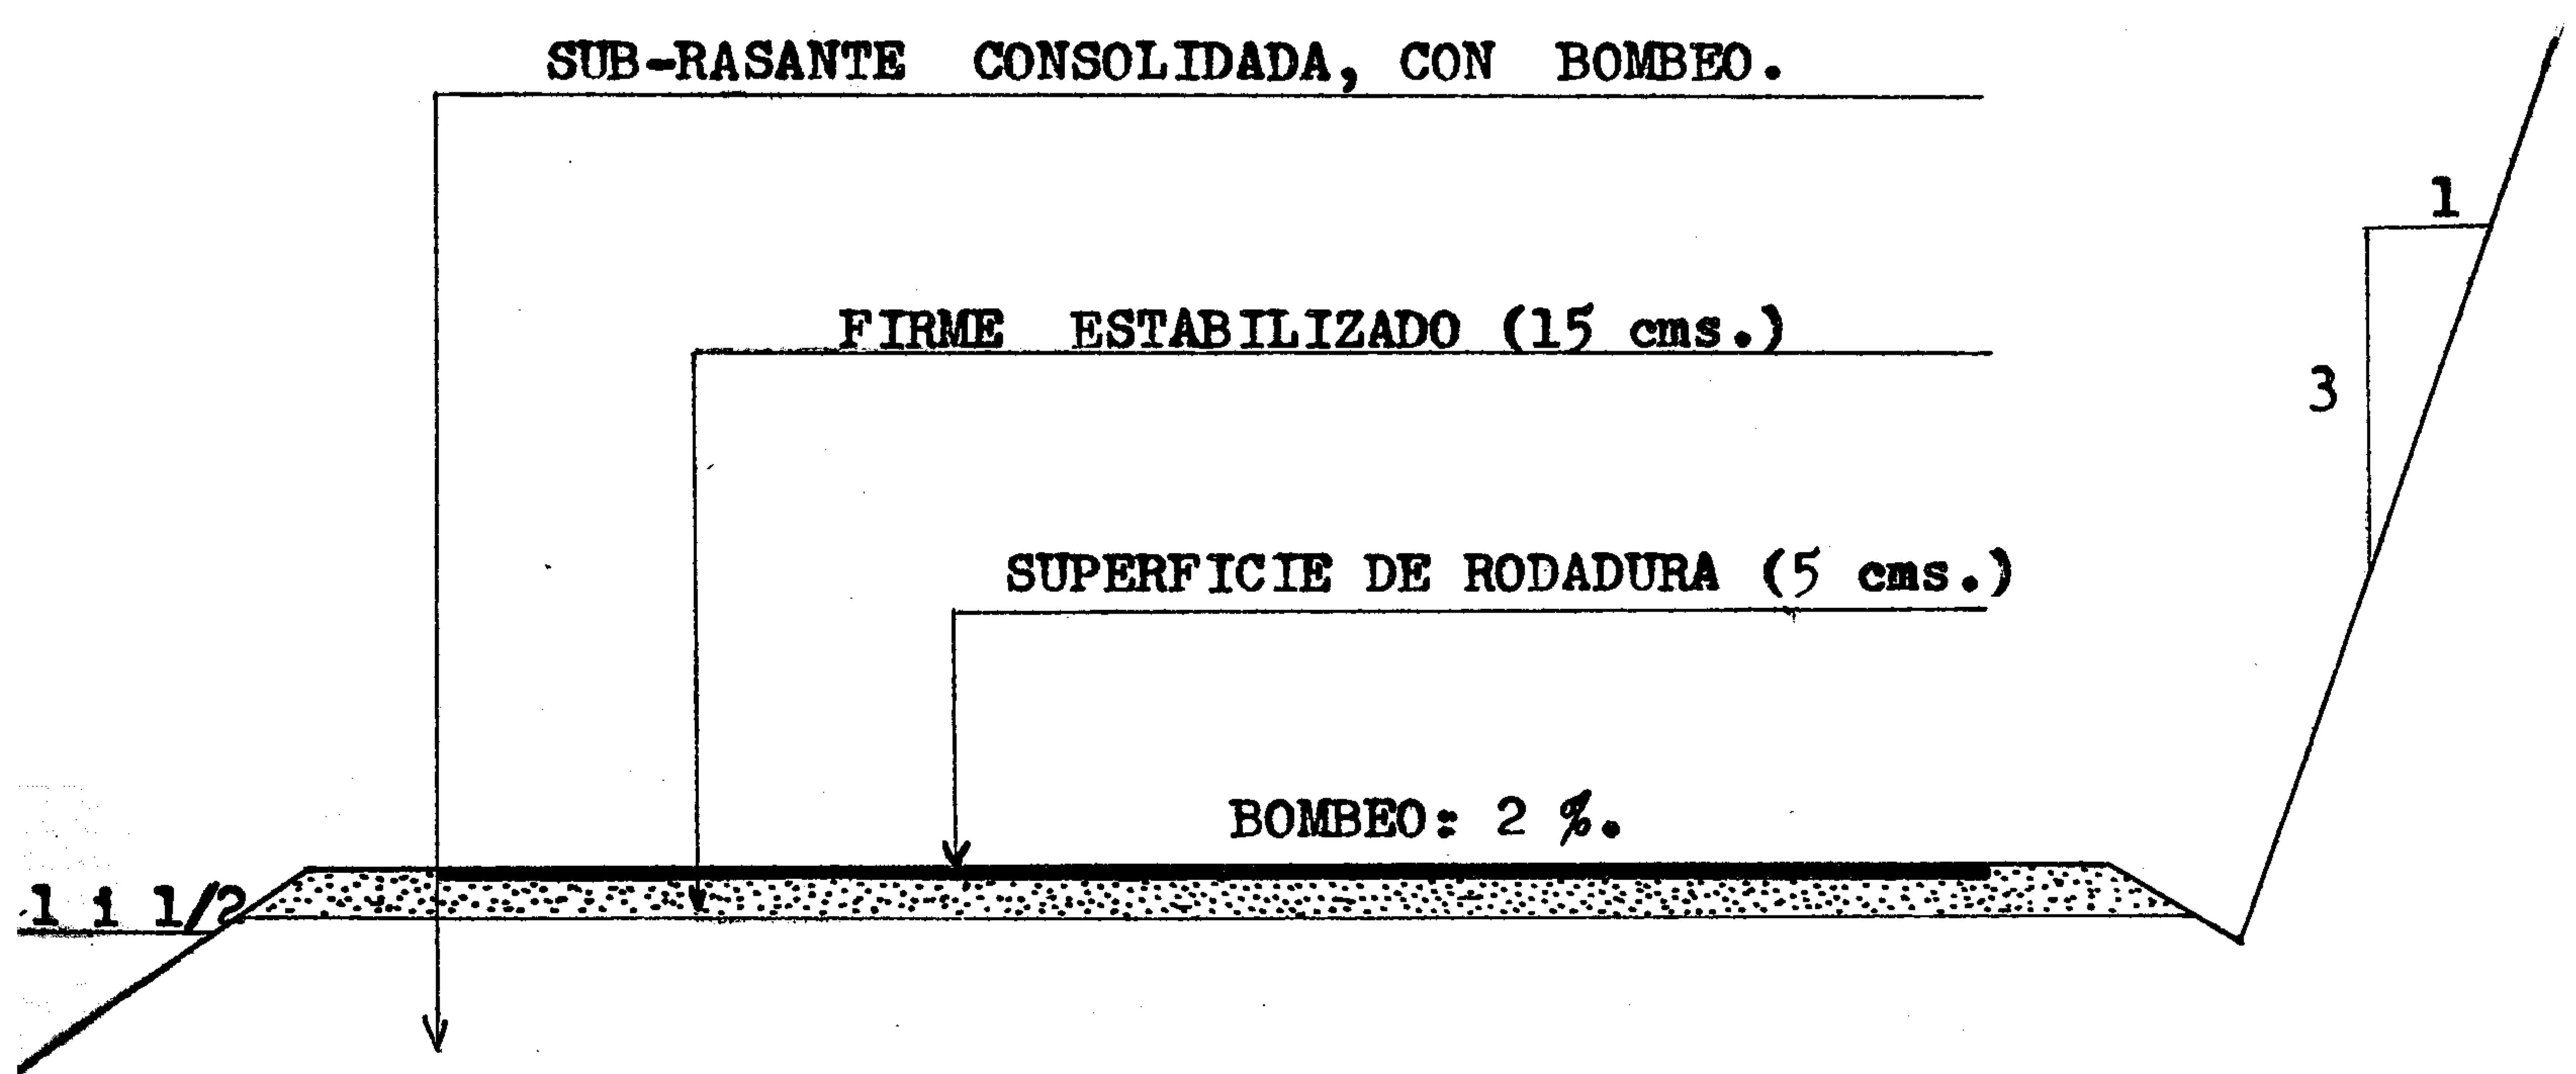 SUB-RASANTE CONSOLIDADA, CON BOMBEO.
1
FIRME ESTABILIZADO (15 cms.)
3
SUPERFICIE DE RODADURA (5 cms.)
BOMBEO: 2 %.
1 i 1/2